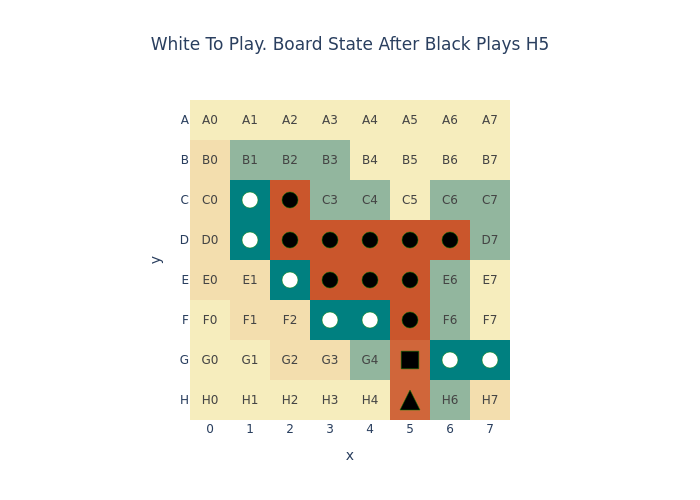 White To Play. Board State After Black Plays H5
A A0 A1 A2 A3 A4 A5 A6 A7
B B0 B1 B2 B3 B4 B5 B6 B7
C C0 C3 C4 C5 C6 C7
D D0 D7
E E0 E1 E6 E7
F F0 F1 F2 F6 F7
G G0 G1 G2 G3 G4
H H0 H1 H2 H3 H4 H6 H7
0 1 2 3 4 5 6 7
x
y